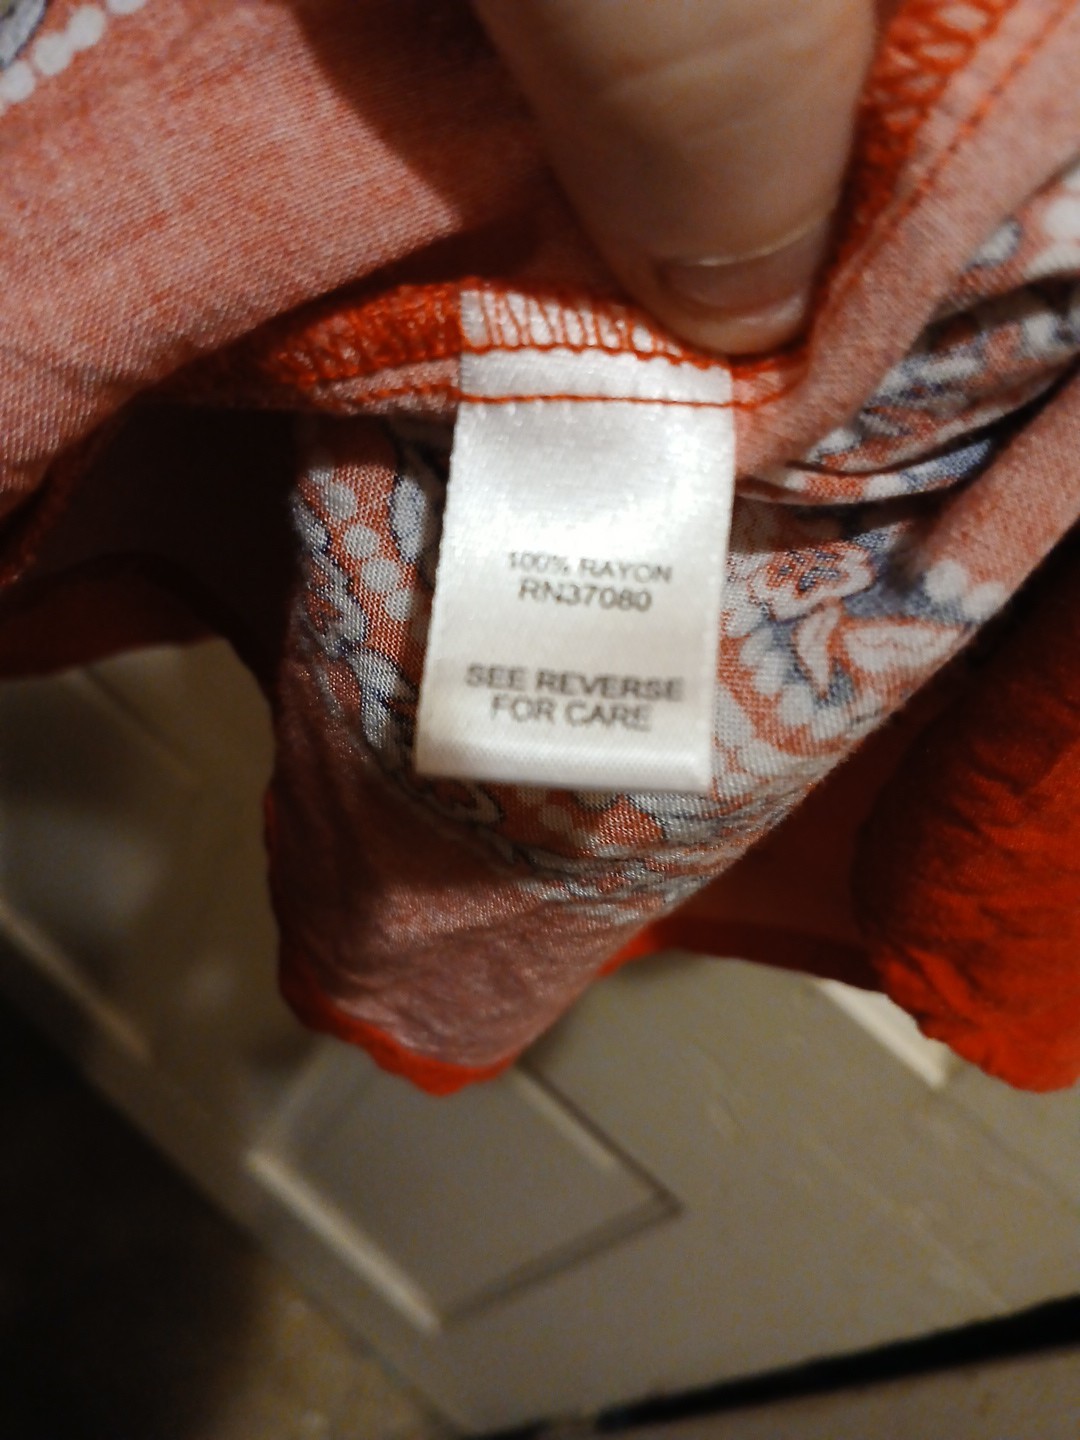 100% RAYON
RN37080
SEE REVERSE
FOR CARE